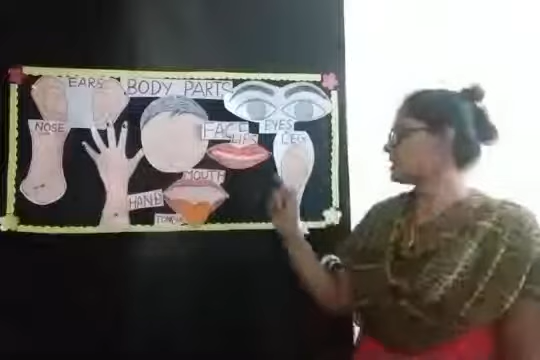 EARS
BODY PARTS
NOSE
FACE
EYES
LIPS
LEG
MOUTH
HAND
TONGUE